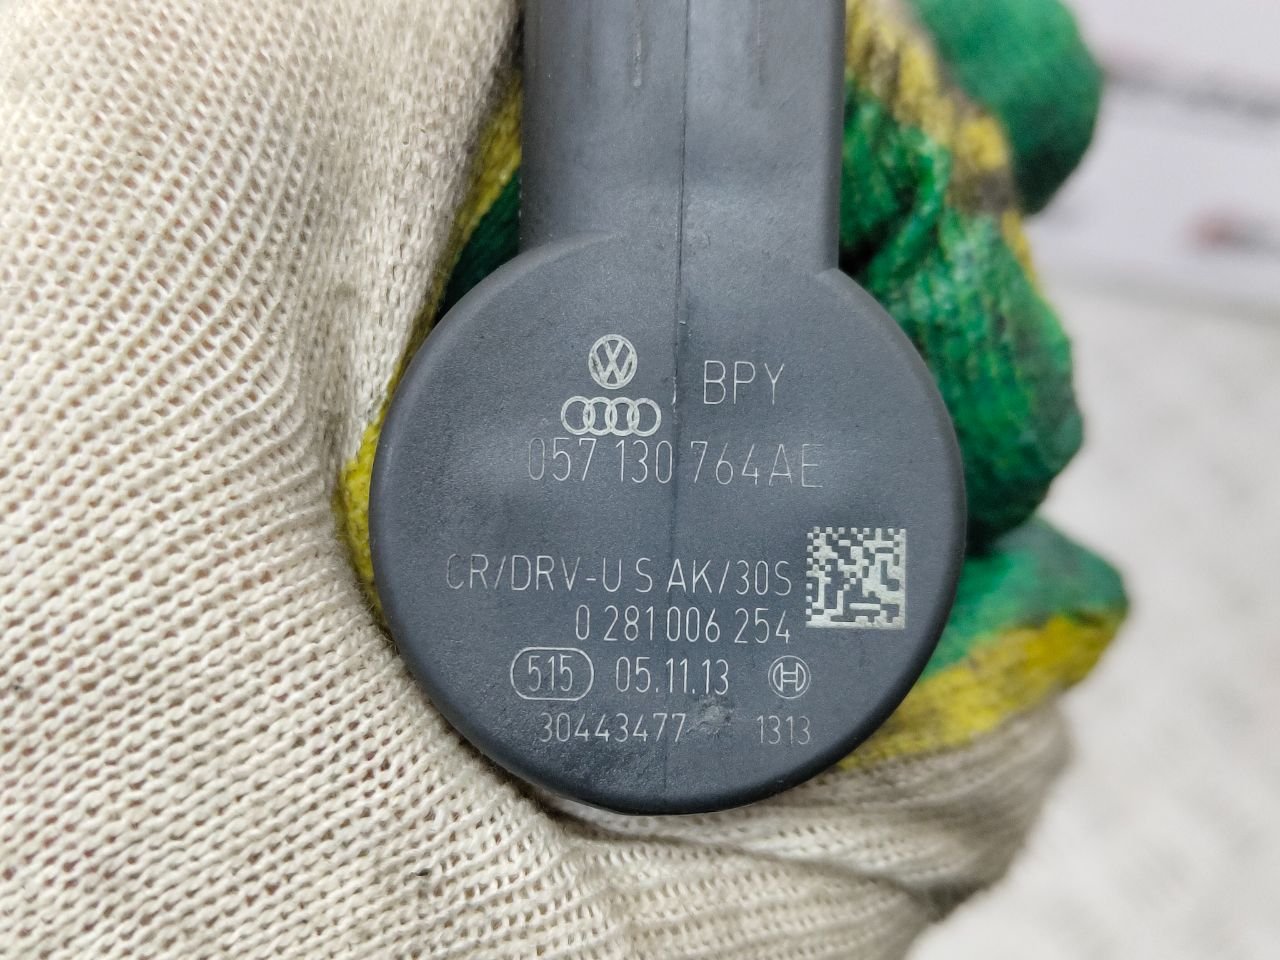 BPY
057 130 764AE
CR/DRV-U S AK/30S
0 281 006 254
515 05.11.13
30443477 1313